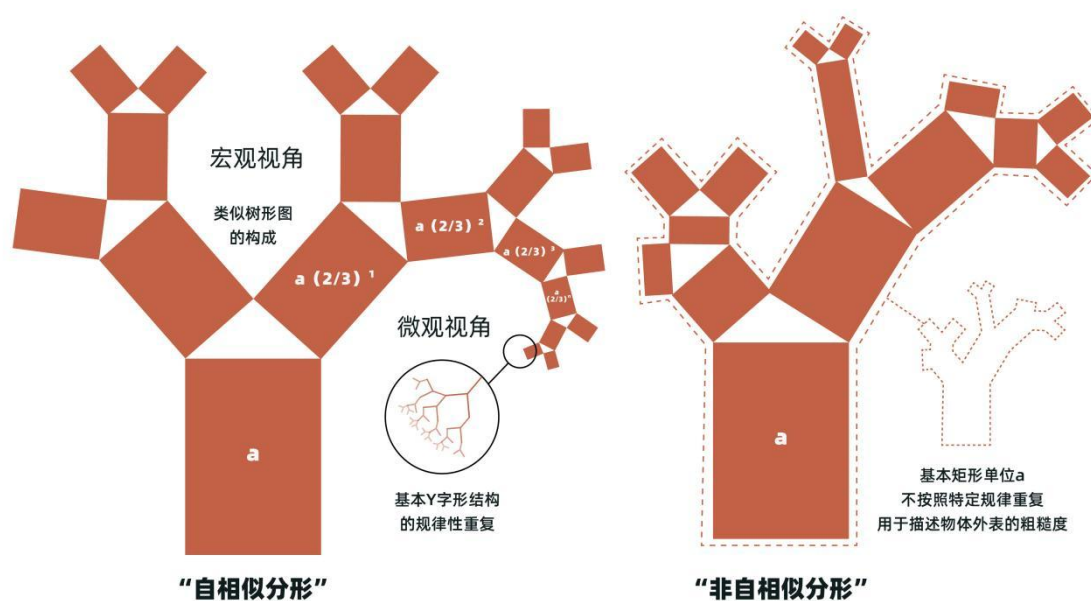 宏观视角
类似树形图
的构成
a（2/3）¹
a（2/3）²
a（2/3）³
a
（2/3）ⁿ
微观视角
a
基本Y字形结构
的规律性重复
“自相似分形”
a
基本矩形单位a
不按照特定规律重复
用于描述物体外表的粗糙度
“非自相似分形”